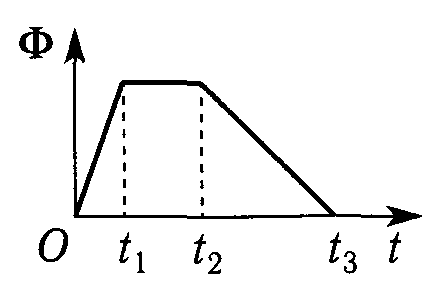 Φ
O t₁ t₂ t₃ t